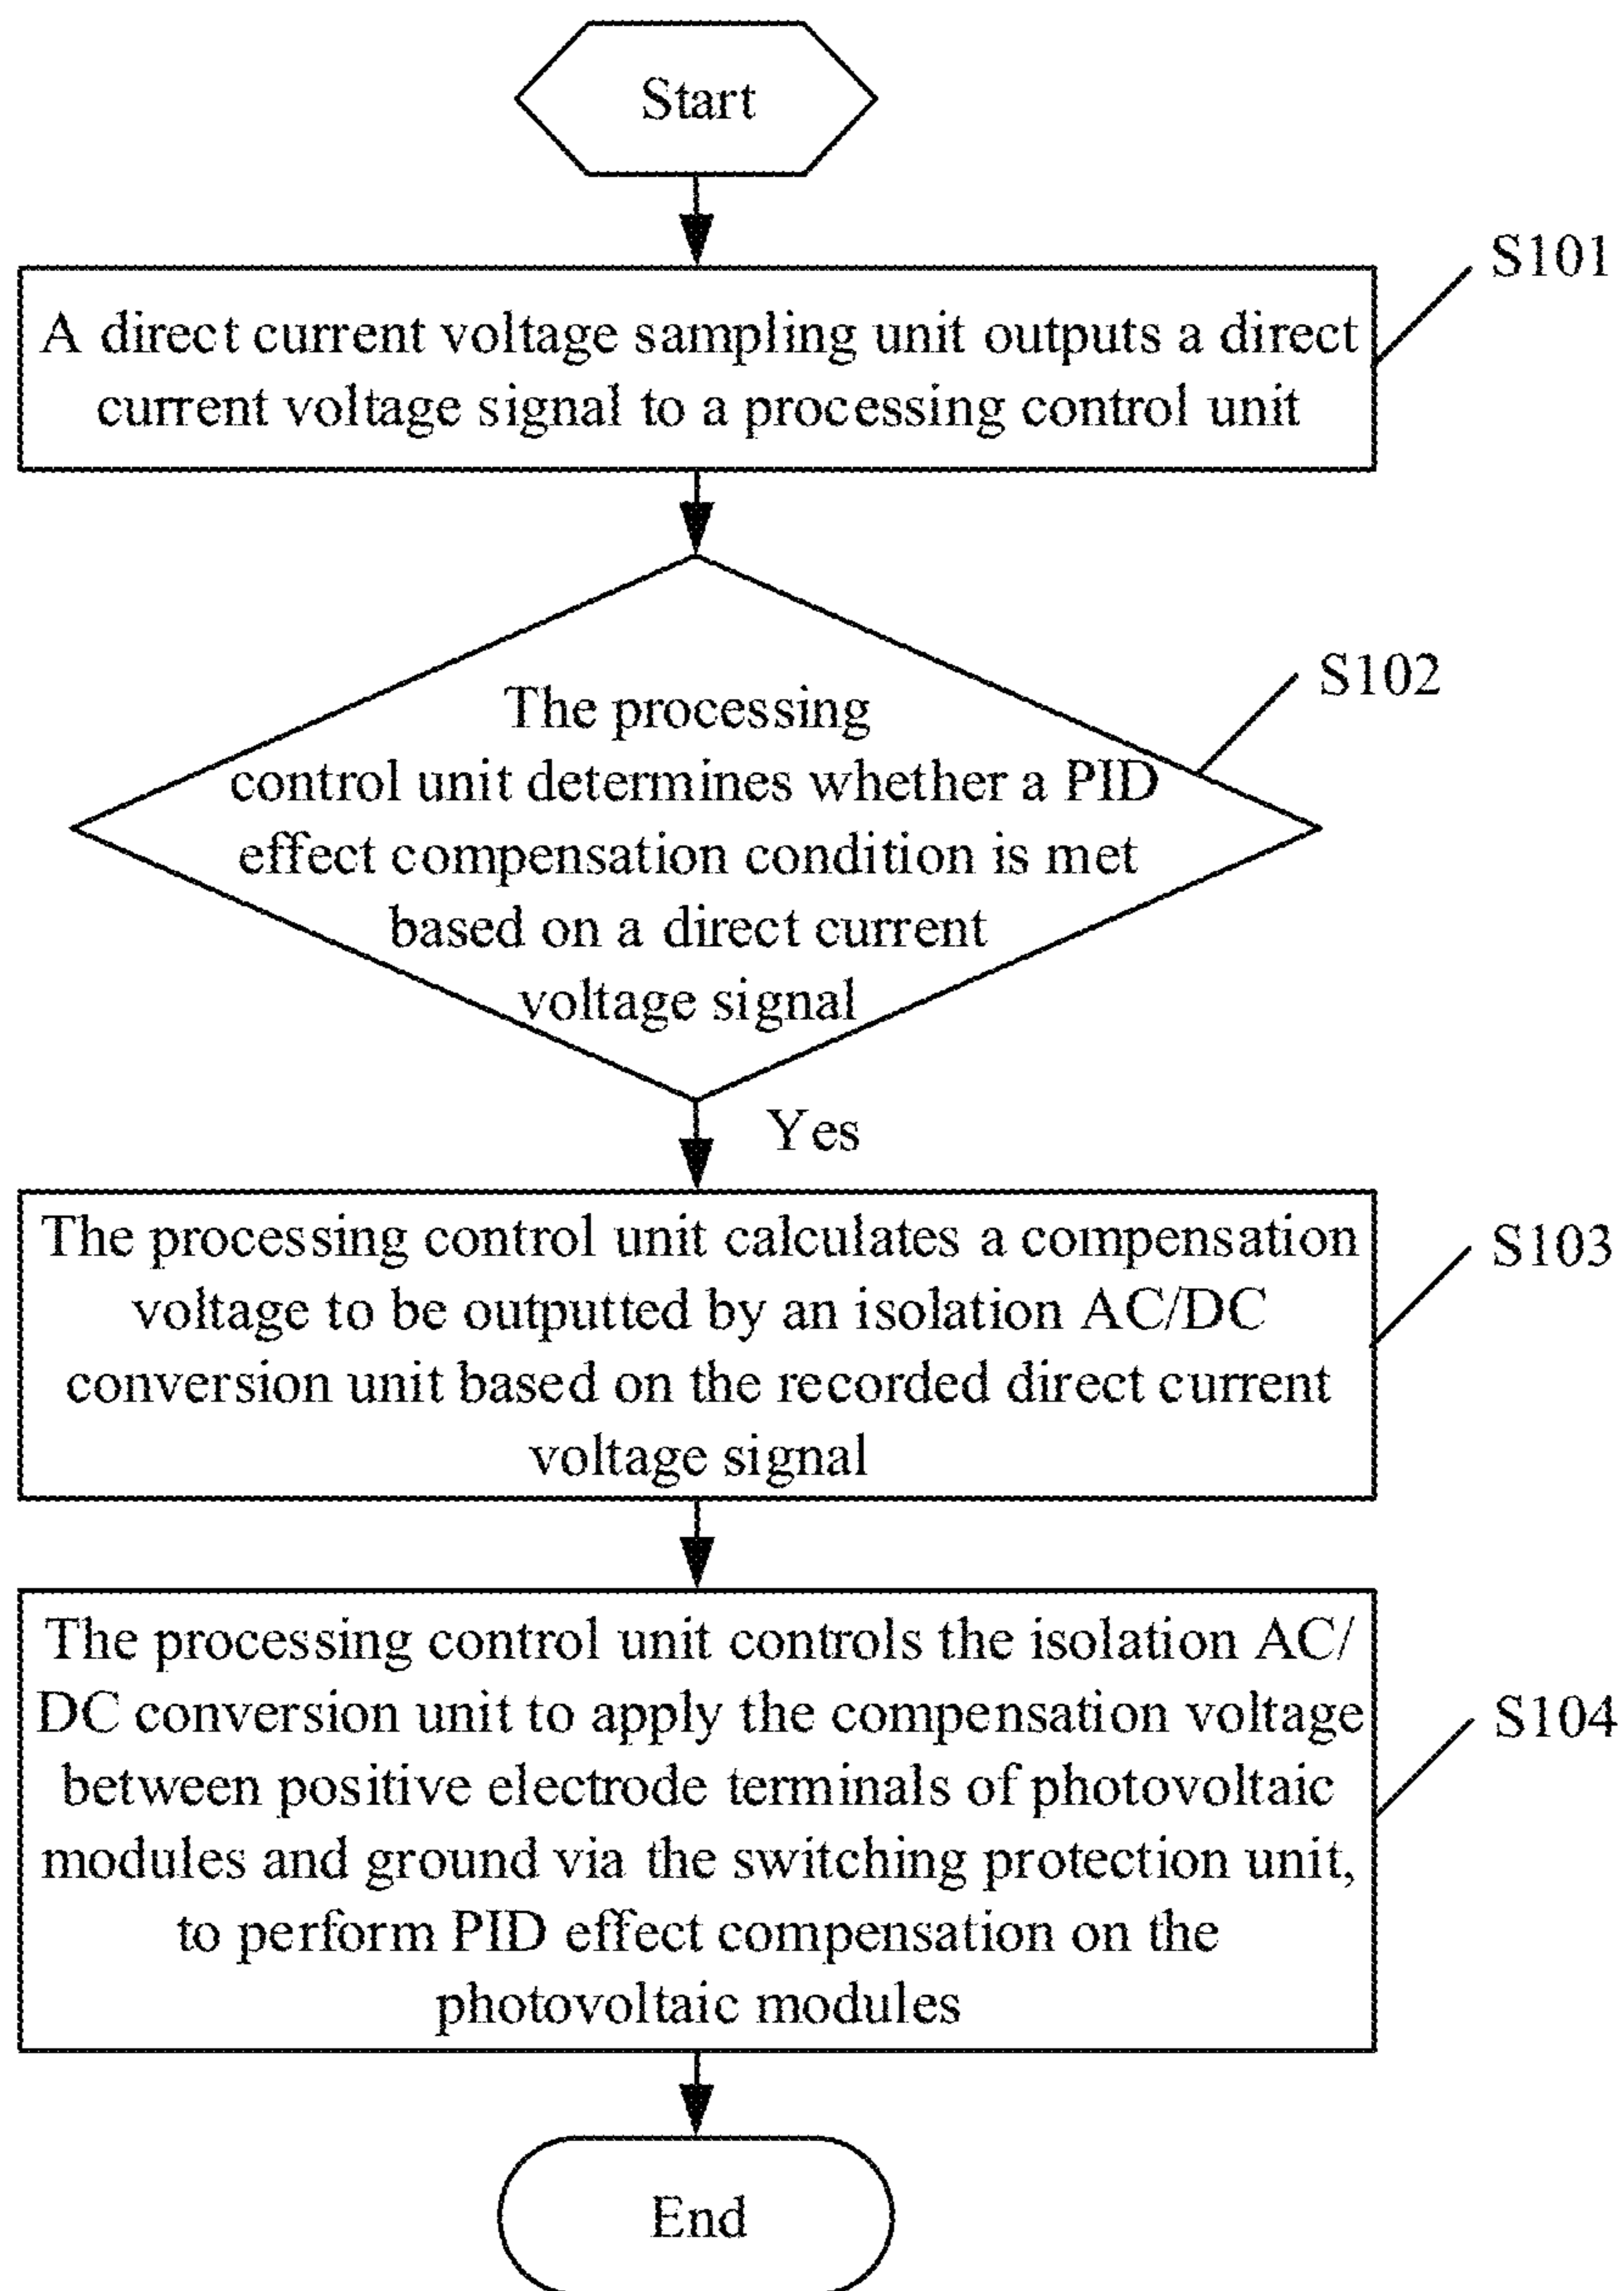 Start
S101
A direct current voltage sampling unit outputs a direct
current voltage signal to a processing control unit
S102
The processing
control unit determines whether a PID
effect compensation condition is met
based on a direct current
voltage signal
Yes
The processing control unit calculates a compensation
voltage to be outputted by an isolation AC/DC
conversion unit based on the recorded direct current
voltage signal
S103
The processing control unit controls the isolation AC/
DC conversion unit to apply the compensation voltage
between positive electrode terminals of photovoltaic
modules and ground via the switching protection unit,
to perform PID effect compensation on the
photovoltaic modules
S104
End